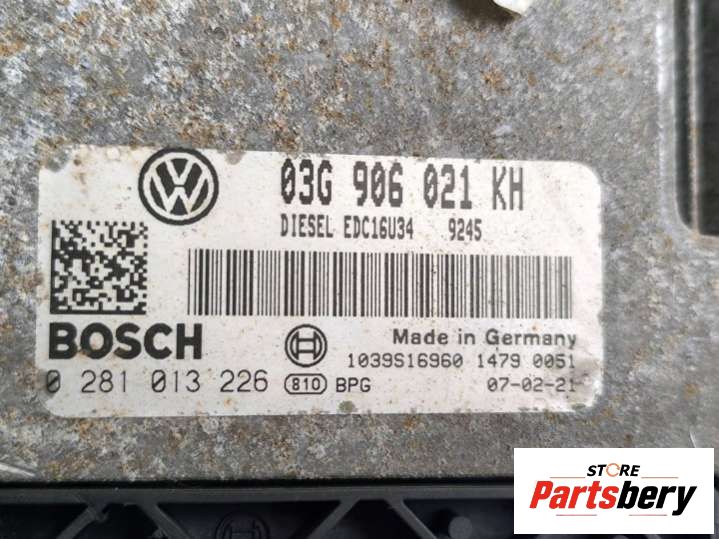 03G 906 021 KH
DIESEL EDC16U34 9245
BOSCH
Made in Germany
1039S16960 1479 0051
0 281 013 226 810 BPG 07-02-21
STORE
Partsbery